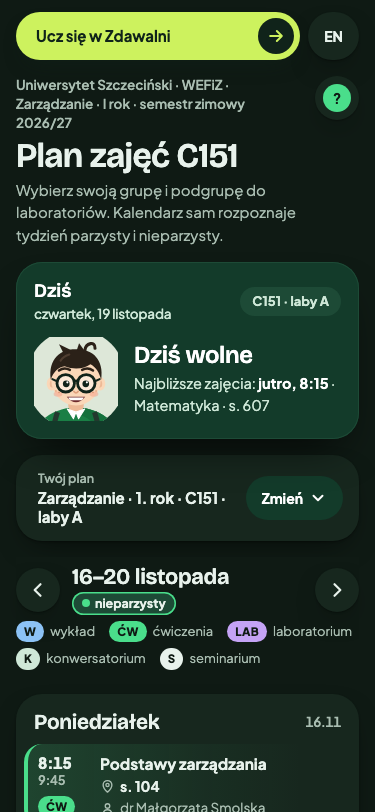 Ucz się w Zdawalni
EN
Uniwersytet Szczeciński · WEFiZ ·
Zarządzanie · I rok · semestr zimowy
2026/27
?
Plan zajęć C151
Wybierz swoją grupę i podgrupę do
laboriatów. Kalendarz sam rozpoznaje
tydzień parzysty i nieparzysty.
Dziś
czwartek, 19 listopada
C151 · laby A
Dziś wolne
Najbliższe zajęcia: jutro, 8:15 ·
Matematyka · s. 607
Twój plan
Zarządzanie · 1. rok · C151 ·
laby A
Zmień
16–20 listopada
nieparzysty
W wykład ĆW ćwiczenia LAB laboratorium
K konwersatorium S seminarium
Poniedziałek
16.11
8:15
9:45
ĆW
Podstawy zarządzania
s. 104
dr Małgorzata Smolska